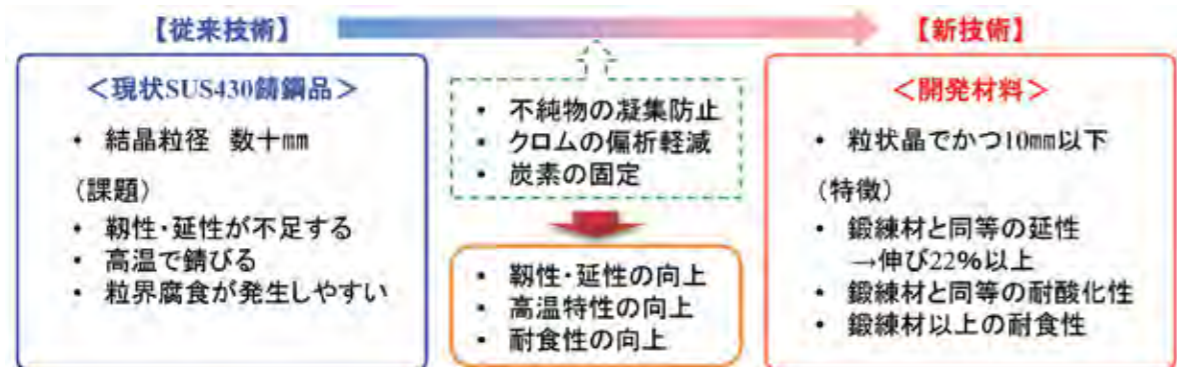 【従来技術】
＜現状SUS430鋳鋼品＞
・ 結晶粒径 数十㎜
（課題）
・ 靭性・延性が不足する
・ 高温で錆びる
・ 粒界腐食が発生しやすい
・ 不純物の凝集防止
・ クロムの偏析軽減
・ 炭素の固定
・ 靱性・延性の向上
・ 高温特性の向上
・ 耐食性の向上
【新技術】
＜開発材料＞
・ 粒状晶でかつ10㎜以下
（特徴）
・ 鍛練材と同等の延性
→伸び22%以上
・ 鍛練材と同等の耐酸化性
・ 鍛練材以上の耐食性